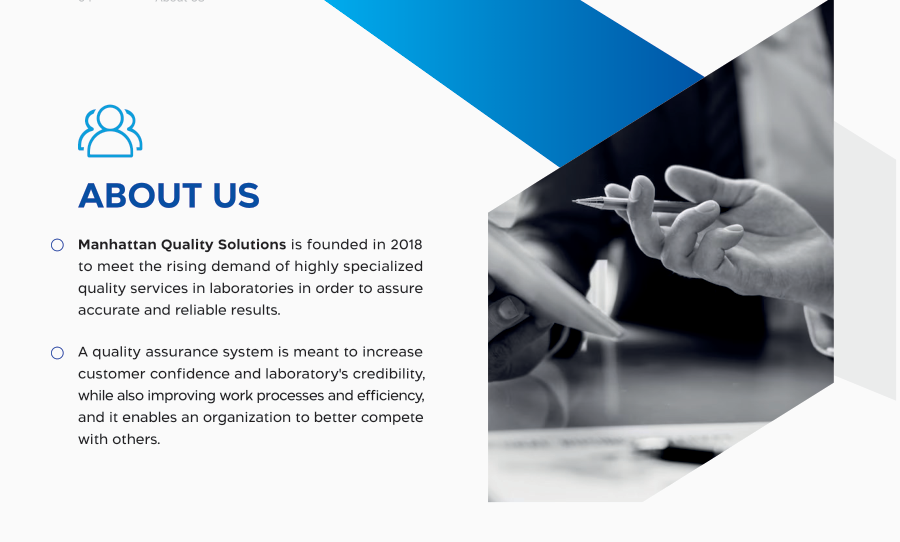 ABOUT US
Manhattan Quality Solutions is founded in 2018
to meet the rising demand of highly specialized
quality services in laboratories in order to assure
accurate and reliable results.
A quality assurance system is meant to increase
customer confidence and laboratory's credibility,
while also improving work processes and efficiency,
and it enables an organization to better compete
with others.